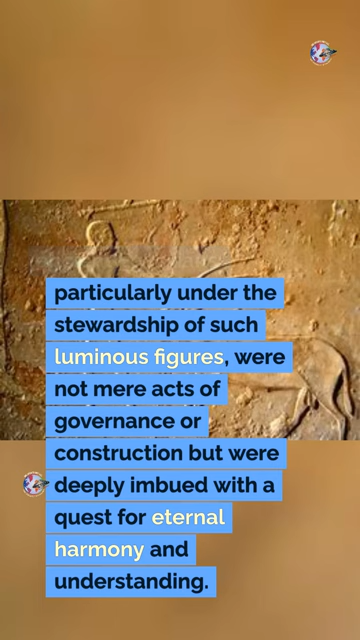 particularly under the
stewardship of such
luminous figures, were
not mere acts of
governance or
construction but were
deeply imbued with a
quest for eternal
harmony and
understanding.